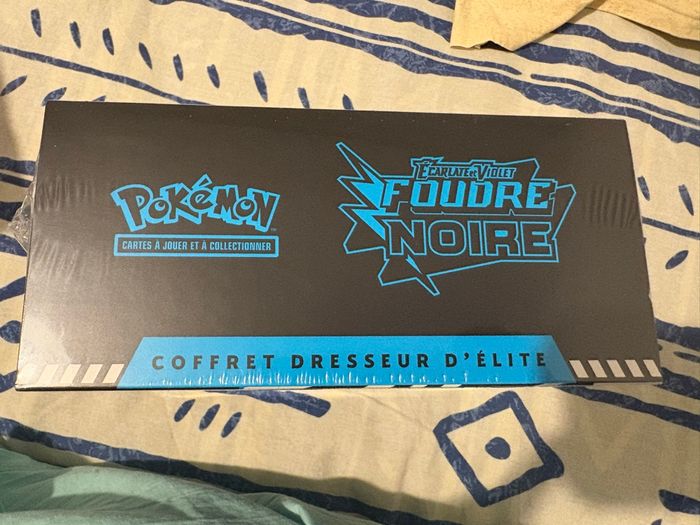 POKéMON
CARTES À JOUER ET À COLLECTIONNER
ÉCARLATE ET VIOLET
FOUDRE
NOIRE
COFFRET DRESSEUR D'ÉLITE